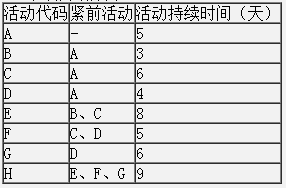 活动代码 紧前活动 活动持续时间（天）
A - 5
B A 3
C A 6
D A 4
E B、C 8
F C、D 5
G D 6
H E、F、G 9